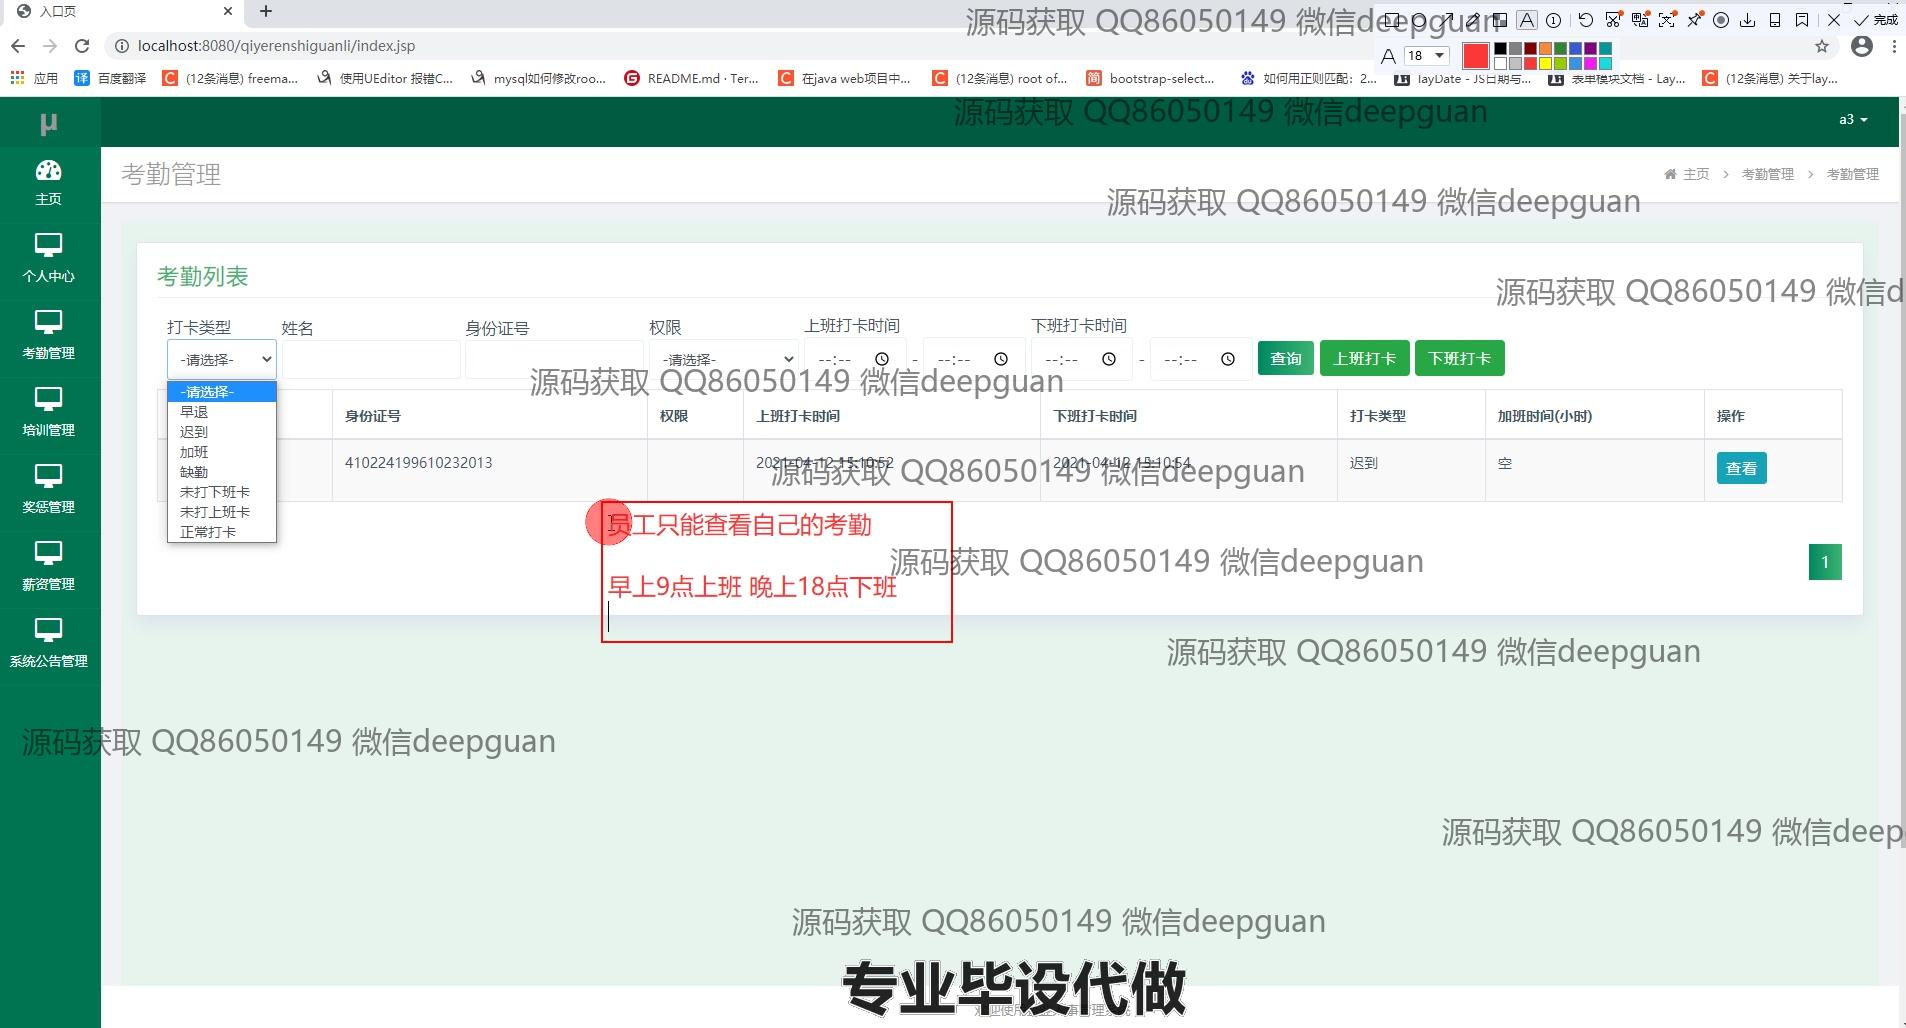 入口页
源码获取 QQ86050149 微信deepguan
完成
localhost:8080/qiyerenshiguanli/index.jsp
A 18
应用
百度翻译
(12条消息) freema...
使用UEditor 报错C...
mysql如何修改roo...
README.md · Ter...
在java web项目中...
(12条消息) root of...
bootstrap-select...
如何用正则匹配：2...
layDate - JS日期与...
表单模块文档 - Lay...
(12条消息) 关于lay...
源码获取 QQ86050149 微信deepguan
μ
a3
主页
个人中心
考勤管理
培训管理
奖惩管理
薪资管理
系统公告管理
考勤管理
主页 > 考勤管理 > 考勤管理
源码获取 QQ86050149 微信deepguan
考勤列表
源码获取 QQ86050149 微信d
打卡类型 姓名 身份证号 权限 上班打卡时间 下班打卡时间
-请选择- -请选择- --:-- - --:-- --:-- - --:-- 查询 上班打卡 下班打卡
源码获取 QQ86050149 微信deepguan
-请选择-
早退
迟到
加班
缺勤
未打下班卡
未打上班卡
正常打卡
身份证号 权限 上班打卡时间 下班打卡时间 打卡类型 加班时间(小时) 操作
410224199610232013 2021-04-12 15:10:52 2021-04-12 15:10:54 迟到 空 查看
源码获取 QQ86050149 微信deepguan
员工只能查看自己的考勤
早上9点上班 晚上18点下班
源码获取 QQ86050149 微信deepguan
1
源码获取 QQ86050149 微信deepguan
源码获取 QQ86050149 微信deepguan
源码获取 QQ86050149 微信deep
源码获取 QQ86050149 微信deepguan
专业毕设代做